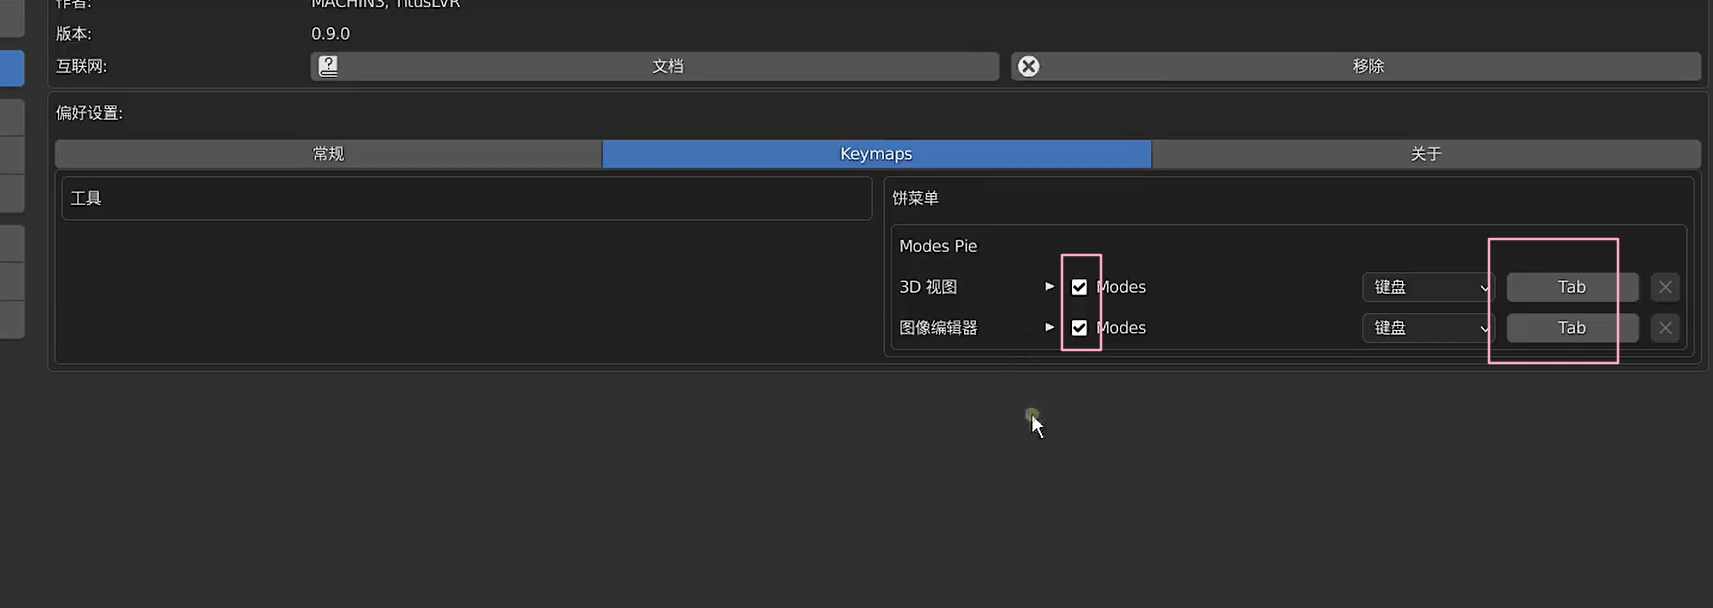 作者: MACHIN3, TitusLVR
版本: 0.9.0
互联网: 文档 移除
偏好设置:
常规 Keymaps 关于
工具 饼菜单
Modes Pie
3D 视图 Modes 键盘 Tab
图像编辑器 Modes 键盘 Tab